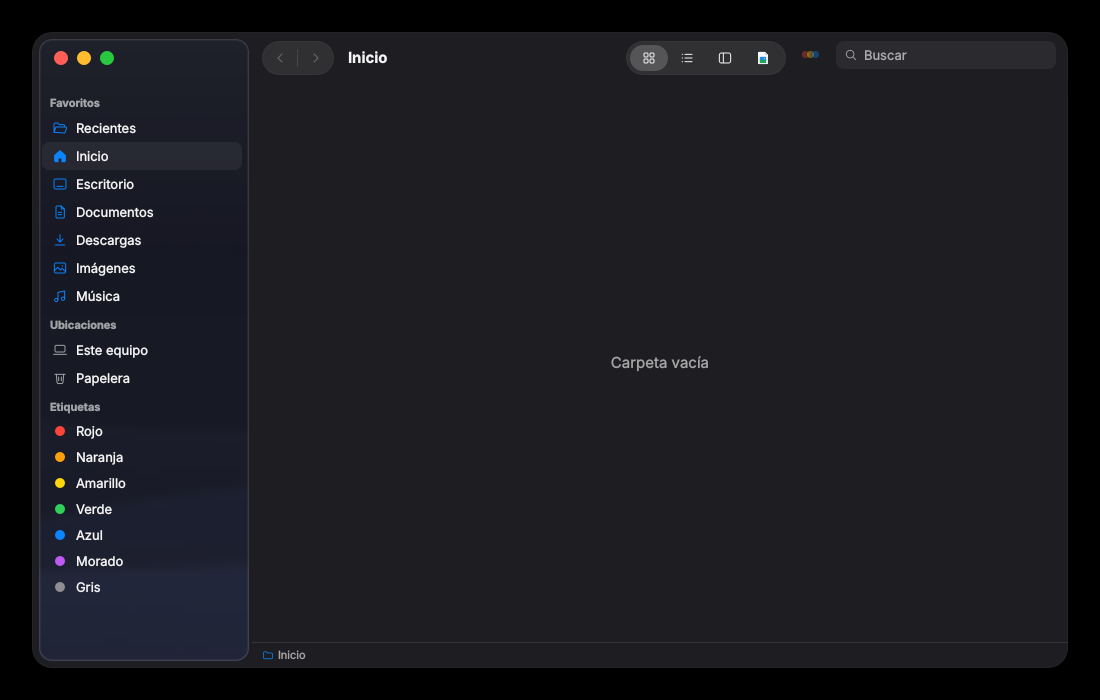 Inicio
Buscar
Favoritos
Recientes
Inicio
Escritorio
Documentos
Descargas
Imágenes
Música
Ubicaciones
Este equipo
Papelera
Etiquetas
Rojo
Naranja
Amarillo
Verde
Azul
Morado
Gris
Carpeta vacía
Inicio